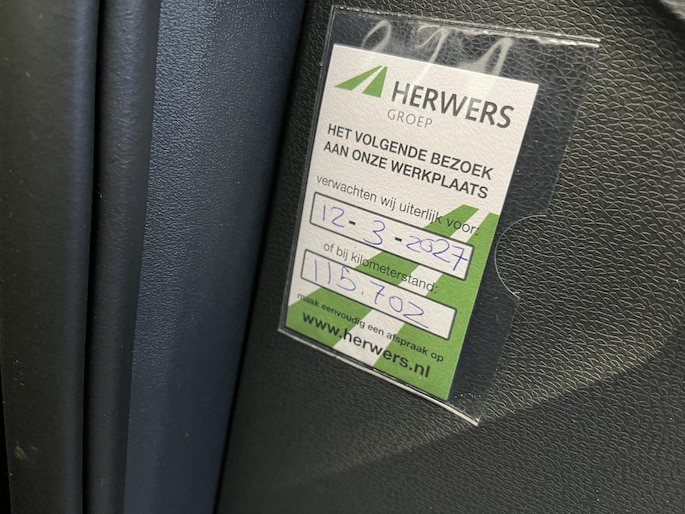 HERWERS
GROEP
HET VOLGENDE BEZOEK
AAN ONZE WERKPLAATS
verwachten wij uiterlijk voor:
12-3-2027
of bij kilometerstand:
115.702
maak eenvoudig een afspraak op
www.herwers.nl